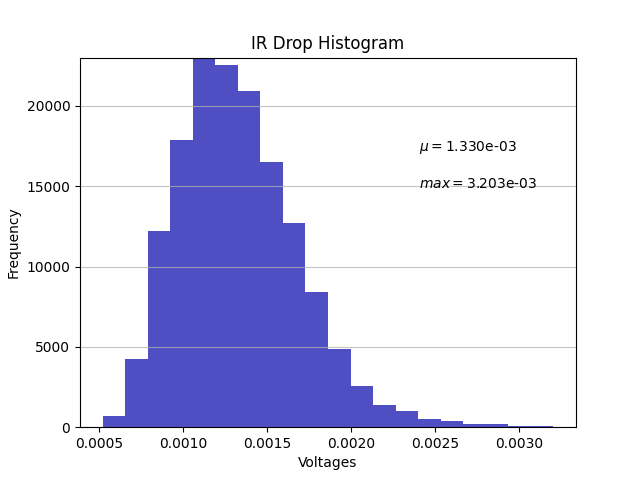 IR Drop Histogram
20000
15000
10000
5000
0
Frequency
μ = 1.330e-03
max = 3.203e-03
0.0005 0.0010 0.0015 0.0020 0.0025 0.0030
Voltages